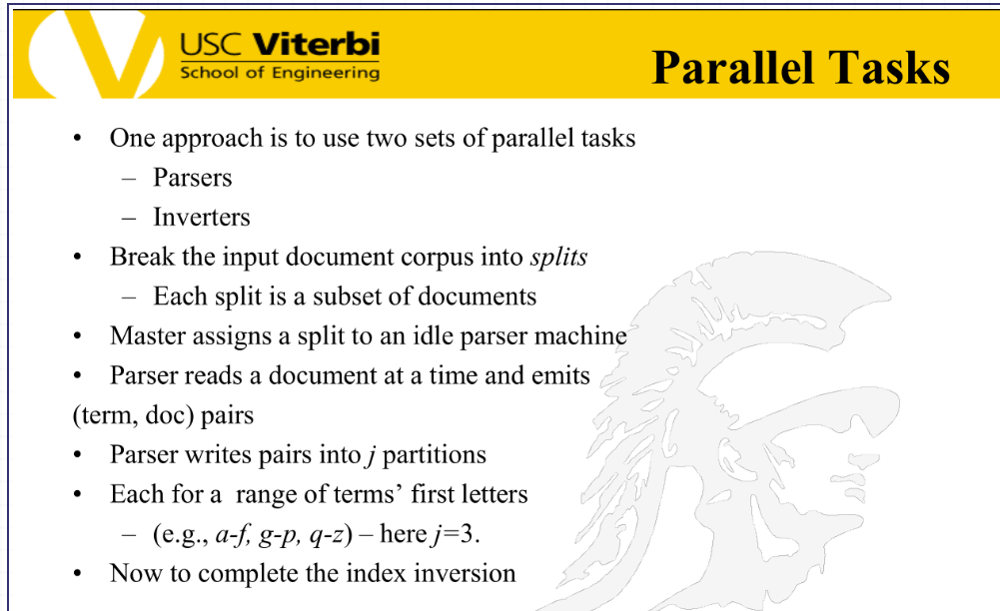 USC Viterbi
School of Engineering
Parallel Tasks
• One approach is to use two sets of parallel tasks
– Parsers
– Inverters
• Break the input document corpus into splits
– Each split is a subset of documents
• Master assigns a split to an idle parser machine
• Parser reads a document at a time and emits
(term, doc) pairs
• Parser writes pairs into j partitions
• Each for a  range of terms’ first letters
– (e.g., a-f, g-p, q-z) – here j=3.
• Now to complete the index inversion